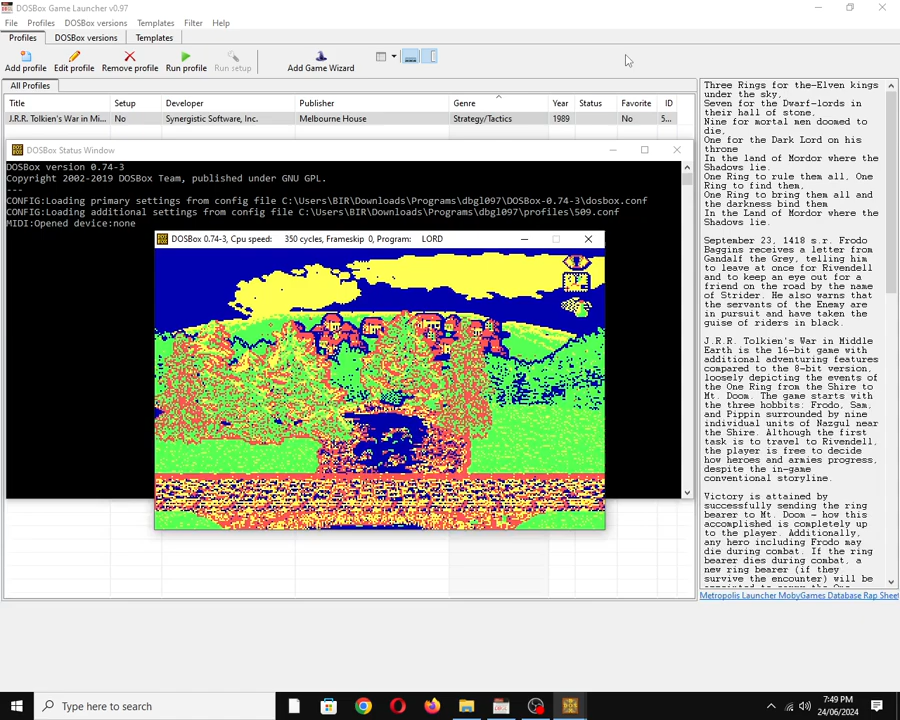 DOSBox Game Launcher v0.97
File Profiles DOSBox versions Templates Filter Help
Profiles DOSBox versions Templates
Add profile Edit profile Remove profile Run profile Run setup Add Game Wizard
All Profiles
Title Setup Developer Publisher Genre Year Status Favorite ID
J.R.R. Tolkien's War in Mi... No Synergistic Software, Inc. Melbourne House Strategy/Tactics 1989 No 5...
DOSBox Status Window
DOSBox version 0.74-3
Copyright 2002-2019 DOSBox Team, published under GNU GPL.
---
CONFIG:Loading primary settings from config file C:\Users\BIR\Downloads\Programs\dbgl097\DOSBox-0.74-3\dosbox.conf
CONFIG:Loading additional settings from config file C:\Users\BIR\Downloads\Programs\dbgl097\profiles\509.conf
MIDI:Opened device:none
DOSBox 0.74-3, Cpu speed: 350 cycles, Frameskip 0, Program: LORD
Three Rings for the Elven kings
under the sky,
Seven for the Dwarf-lords in
their hall of stone,
Nine for mortal men doomed to
die,
One for the Dark Lord on his
throne
In the land of Mordor where the
Shadows lie.
One Ring to rule them all, One
Ring to find them,
One Ring to bring them all and
the darkness bind them
In the Land of Mordor where the
Shadows lie.
September 23, 1418 s.r. Frodo
Baggins receives a letter from
Gandalf the Grey, telling him
to leave at once for Rivendell
and to keep an eye out for a
friend on the road by the name
of Strider. He also warns that
the servants of the Enemy are
in pursuit and have taken the
guise of riders in black.
J.R.R. Tolkien's War in Middle
Earth is the 16-bit game with
additional adventuring features
compared to the 8-bit version,
loosely depicting the events of
the One Ring from the Shire to
Mt. Doom. The game starts with
the three hobbits: Frodo, Sam,
and Pippin surrounded by nine
individual units of Nazgul near
the Shire. Although the first
task is to travel to Rivendell,
the player is free to decide
how heroes and armies progress,
despite the in-game
conventional storyline.
Victory is attained by
successfully sending the ring
bearer to Mt. Doom - how this
accomplished is completely up
to the player. Additionally,
any hero including Frodo may
die during combat. If the ring
bearer dies during combat, a
new ring bearer (if they
survive the encounter) will be
Metropolis Launcher MobyGames Database Rap Sheet
Type here to search
7:49 PM
24/06/2024